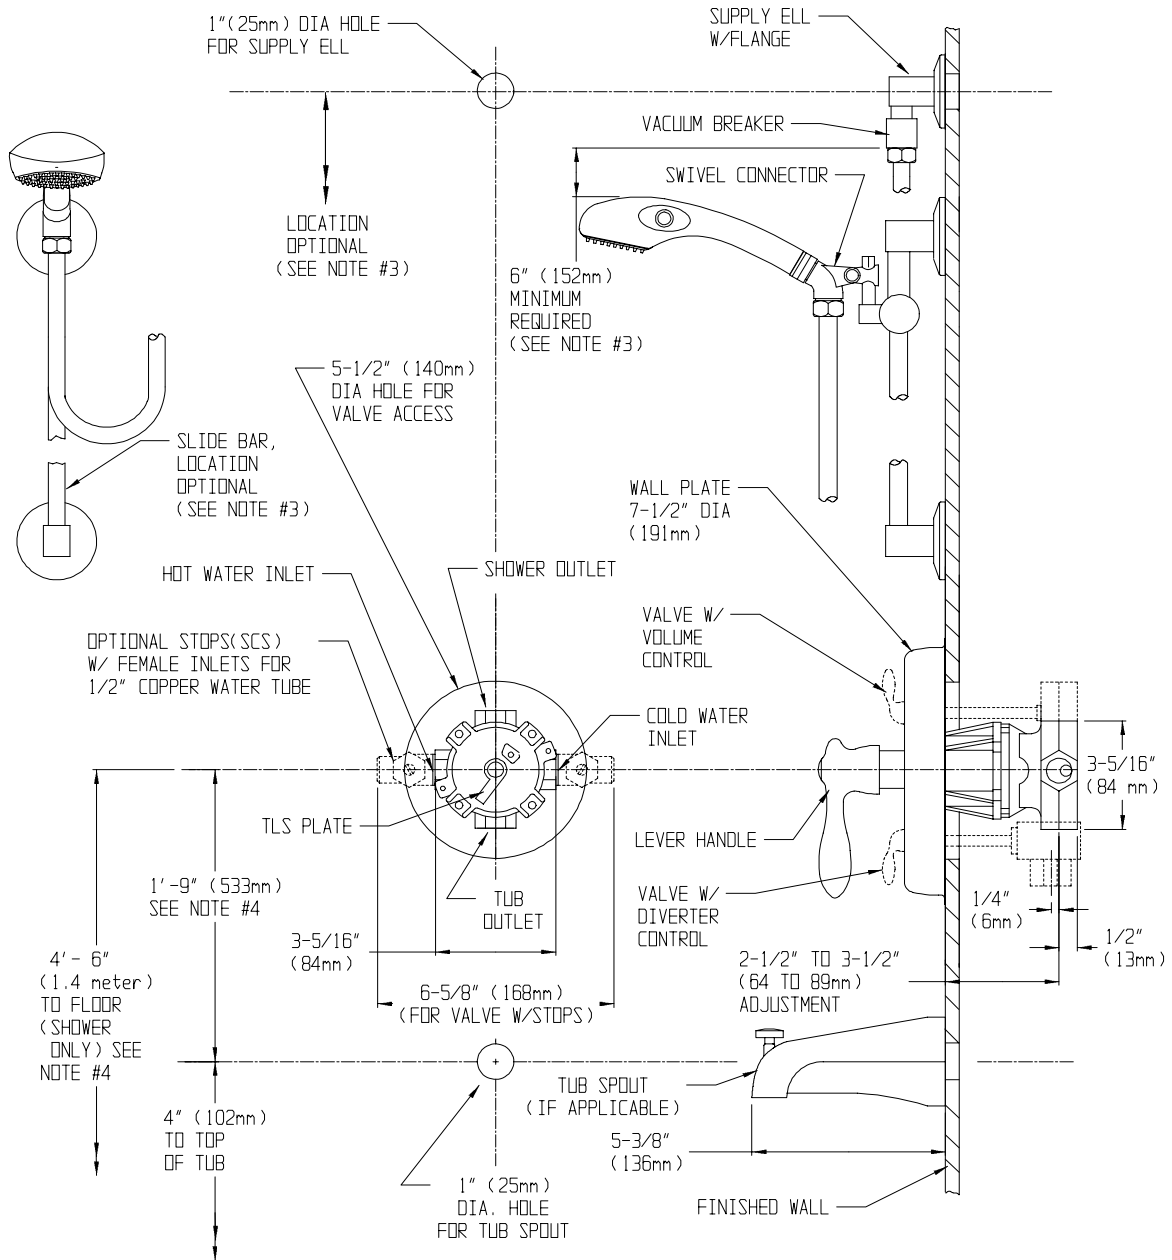 1"(25mm) DIA HOLE
FOR SUPPLY ELL
SUPPLY ELL
W/FLANGE
VACUUM BREAKER
SWIVEL CONNECTOR
LOCATION
OPTIONAL
(SEE NOTE #3)
6" (152mm)
MINIMUM
REQUIRED
(SEE NOTE #3)
5-1/2" (140mm)
DIA HOLE FOR
VALVE ACCESS
SLIDE BAR,
LOCATION
OPTIONAL
(SEE NOTE #3)
WALL PLATE
7-1/2" DIA
(191mm)
HOT WATER INLET
SHOWER OUTLET
OPTIONAL STOPS(SCS)
W/ FEMALE INLETS FOR
1/2" COPPER WATER TUBE
VALVE W/
VOLUME
CONTROL
COLD WATER
INLET
3-5/16"
(84 mm)
TLS PLATE
LEVER HANDLE
1'-9" (533mm)
SEE NOTE #4
TUB
OUTLET
VALVE W/
DIVERTER
CONTROL
1/4"
(6mm)
1/2"
(13mm)
3-5/16"
(84mm)
4'- 6"
(1.4 meter)
TO FLOOR
(SHOWER
ONLY) SEE
NOTE #4
6-5/8" (168mm)
(FOR VALVE W/STOPS)
2-1/2" TO 3-1/2"
(64 TO 89mm)
ADJUSTMENT
TUB SPOUT
(IF APPLICABLE)
4" (102mm)
TO TOP
OF TUB
5-3/8"
(136mm)
1" (25mm)
DIA. HOLE
FOR TUB SPOUT
FINISHED WALL